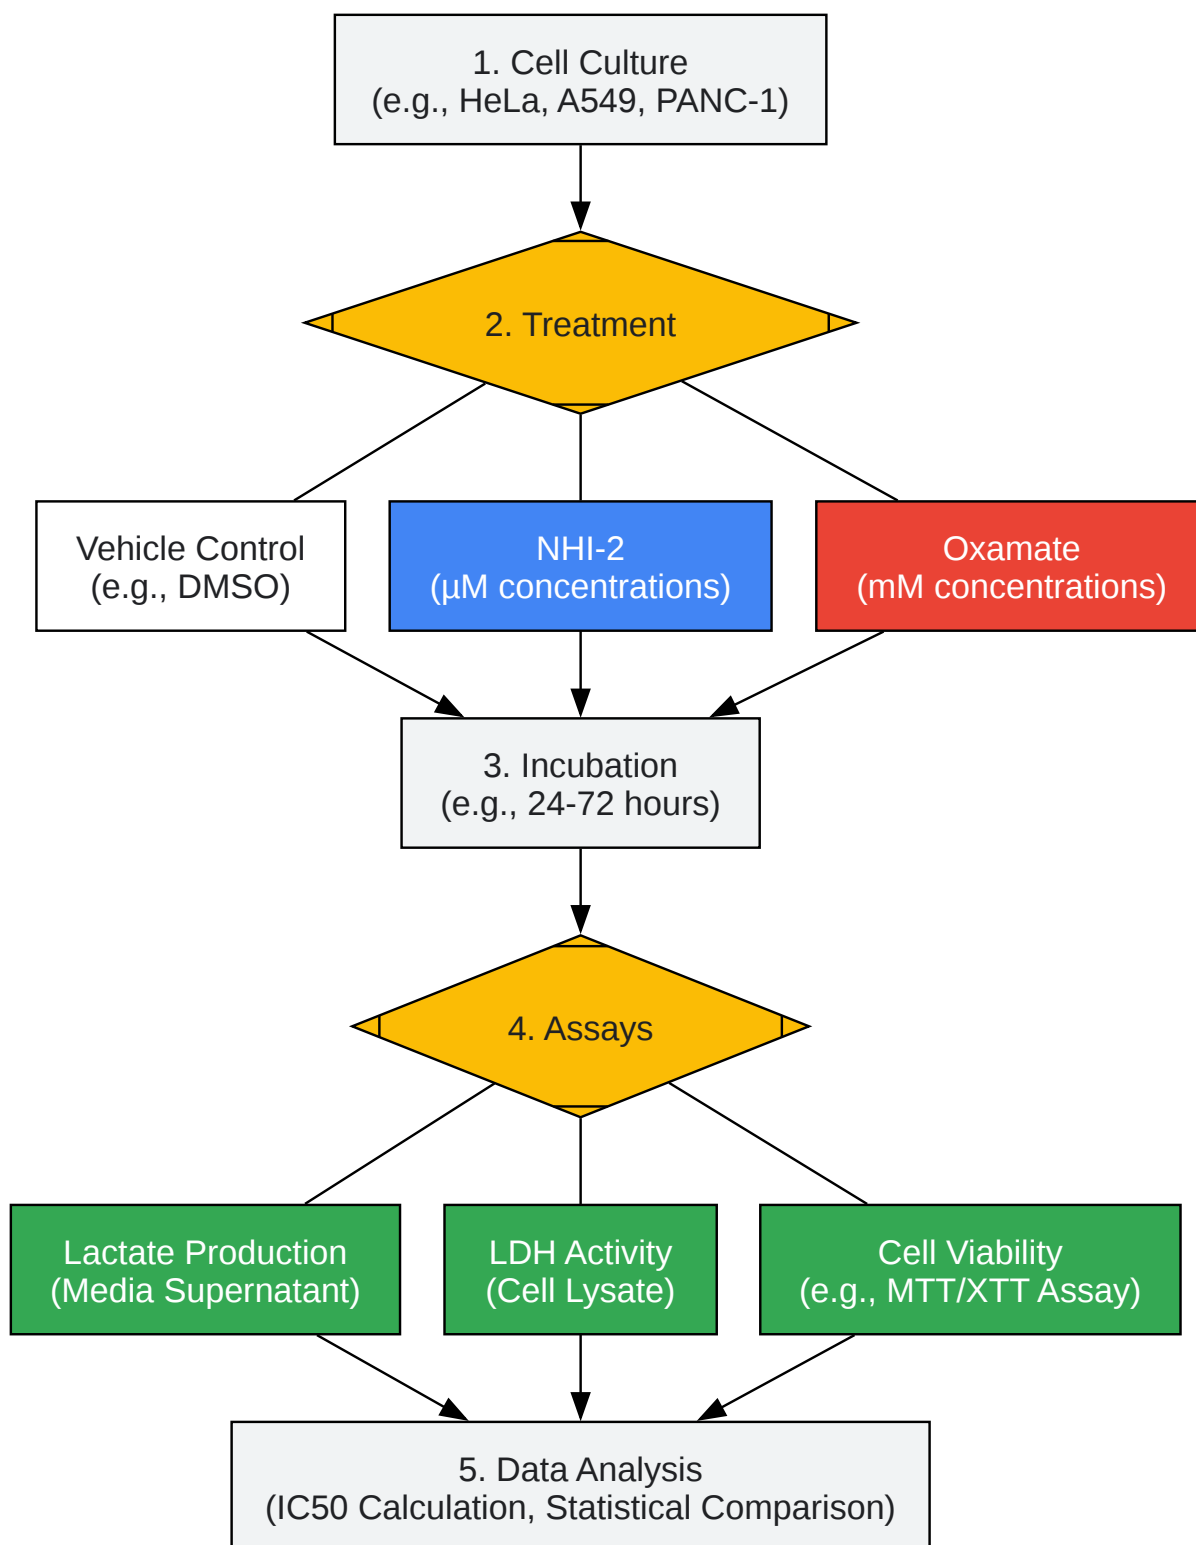 1. Cell Culture
(e.g., HeLa, A549, PANC-1)
2. Treatment
Vehicle Control
(e.g., DMSO)
NHI-2
(µM concentrations)
Oxamate
(mM concentrations)
3. Incubation
(e.g., 24-72 hours)
4. Assays
Lactate Production
(Media Supernatant)
LDH Activity
(Cell Lysate)
Cell Viability
(e.g., MTT/XTT Assay)
5. Data Analysis
(IC50 Calculation, Statistical Comparison)